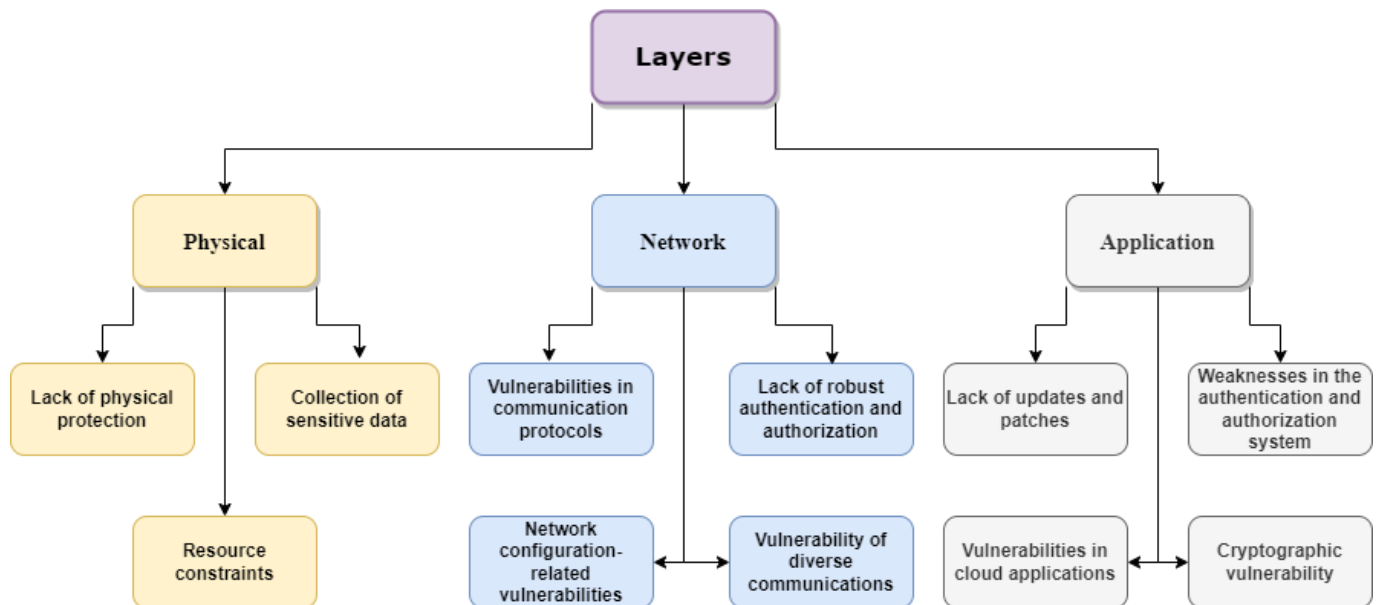 Layers
Physical
Network
Application
Lack of physical
protection
Collection of
sensitive data
Vulnerabilities in
communication
protocols
Lack of robust
authentication and
authorization
Lack of updates and
patches
Weaknesses in the
authentication and
authorization
system
Resource
constraints
Network
configuration-
related
vulnerabilities
Vulnerability of
diverse
communications
Vulnerabilities in
cloud applications
Cryptographic
vulnerability